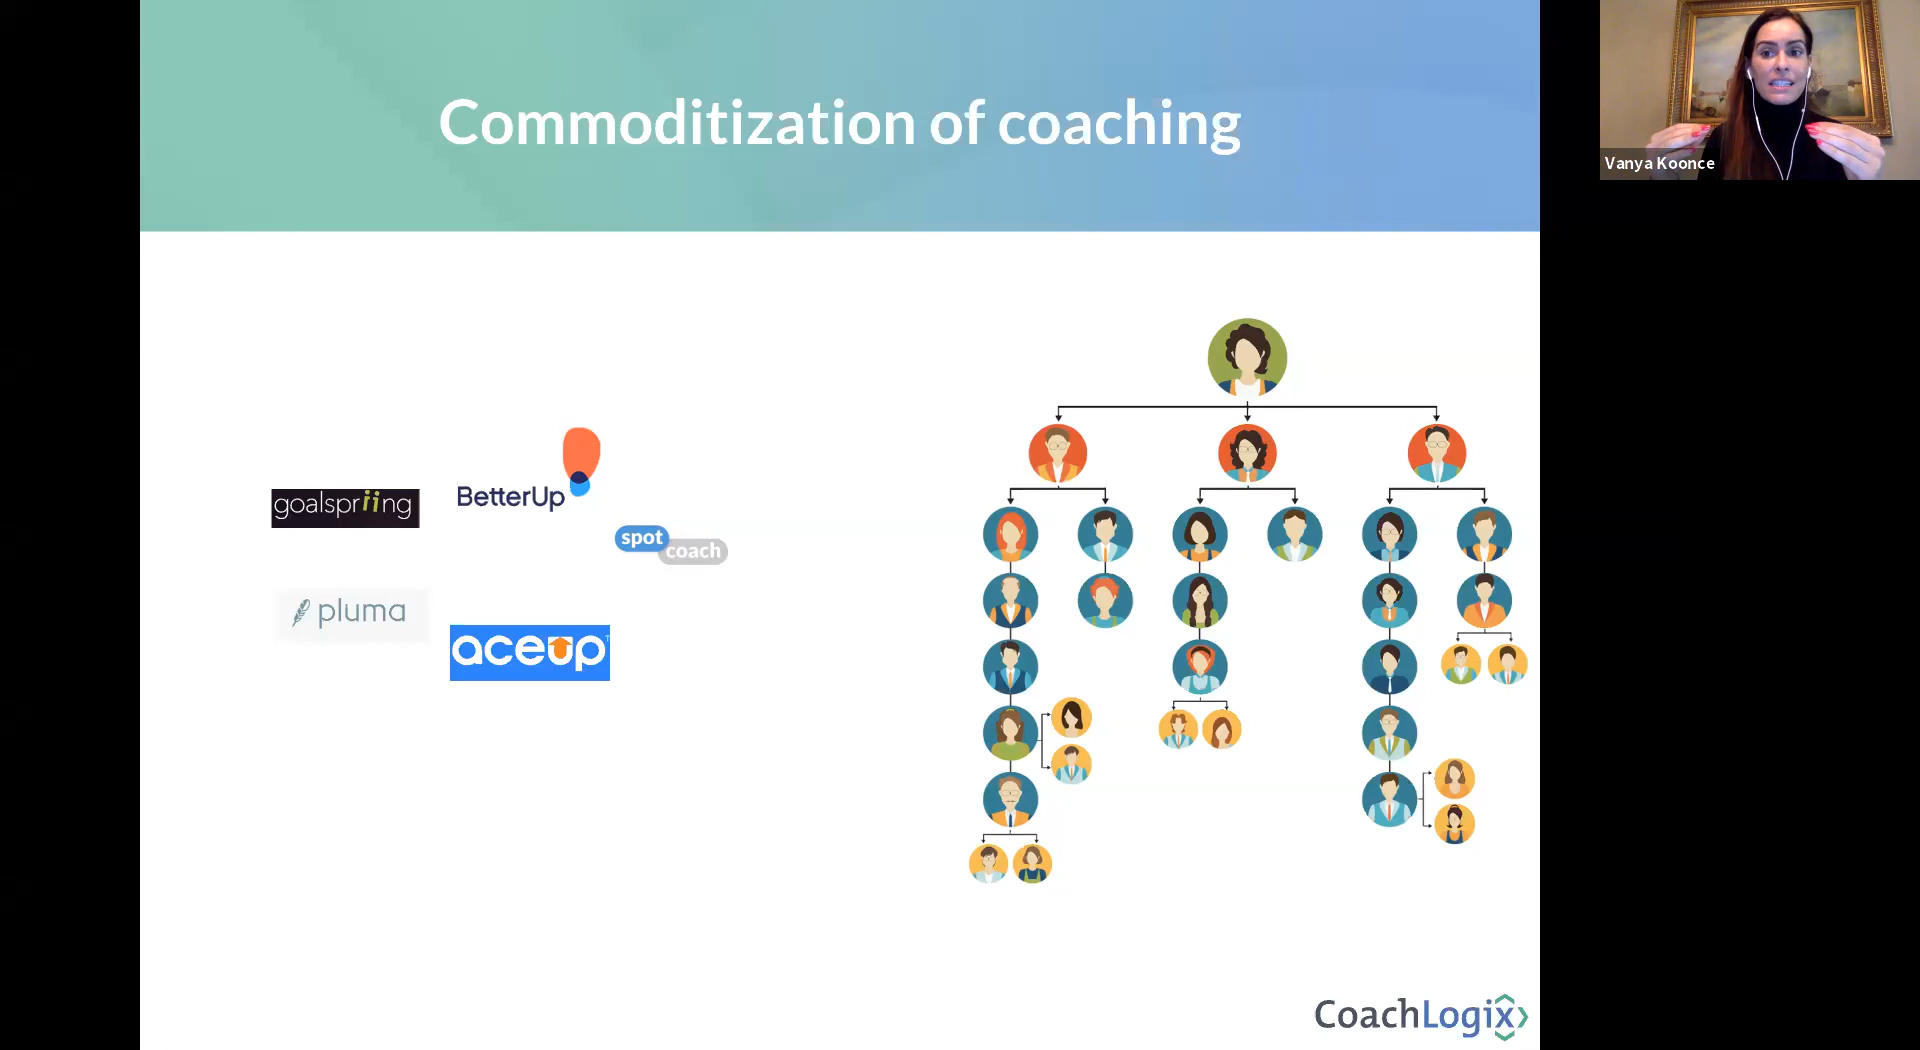 Commoditization of coaching
Vanya Koonce
goalspriing
BetterUp
spot
coach
pluma
aceup
CoachLogix